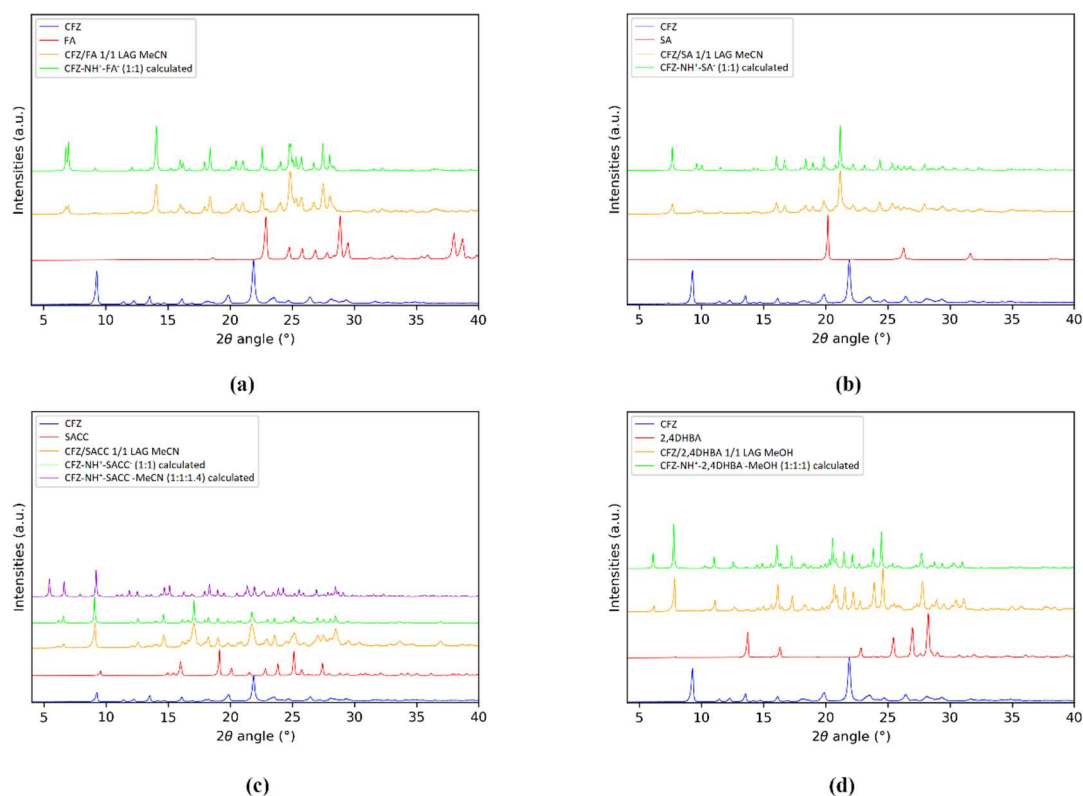 CFZ
FA
CFZ/FA 1/1 LAG MeCN
CFZ-NH⁺-FA⁻ (1:1) calculated
Intensities (a.u.)
5 10 15 20 25 30 35 40
2θ angle (°)
(a)
CFZ
SA
CFZ/SA 1/1 LAG MeCN
CFZ-NH⁺-SA⁻ (1:1) calculated
Intensities (a.u.)
5 10 15 20 25 30 35 40
2θ angle (°)
(b)
CFZ
SACC
CFZ/SACC 1/1 LAG MeCN
CFZ-NH⁺-SACC⁻ (1:1) calculated
CFZ-NH⁺-SACC⁻-MeCN (1:1:1.4) calculated
Intensities (a.u.)
5 10 15 20 25 30 35 40
2θ angle (°)
(c)
CFZ
2,4DHBA
CFZ/2,4DHBA 1/1 LAG MeOH
CFZ-NH⁺-2,4DHBA⁻-MeOH (1:1:1) calculated
Intensities (a.u.)
5 10 15 20 25 30 35 40
2θ angle (°)
(d)